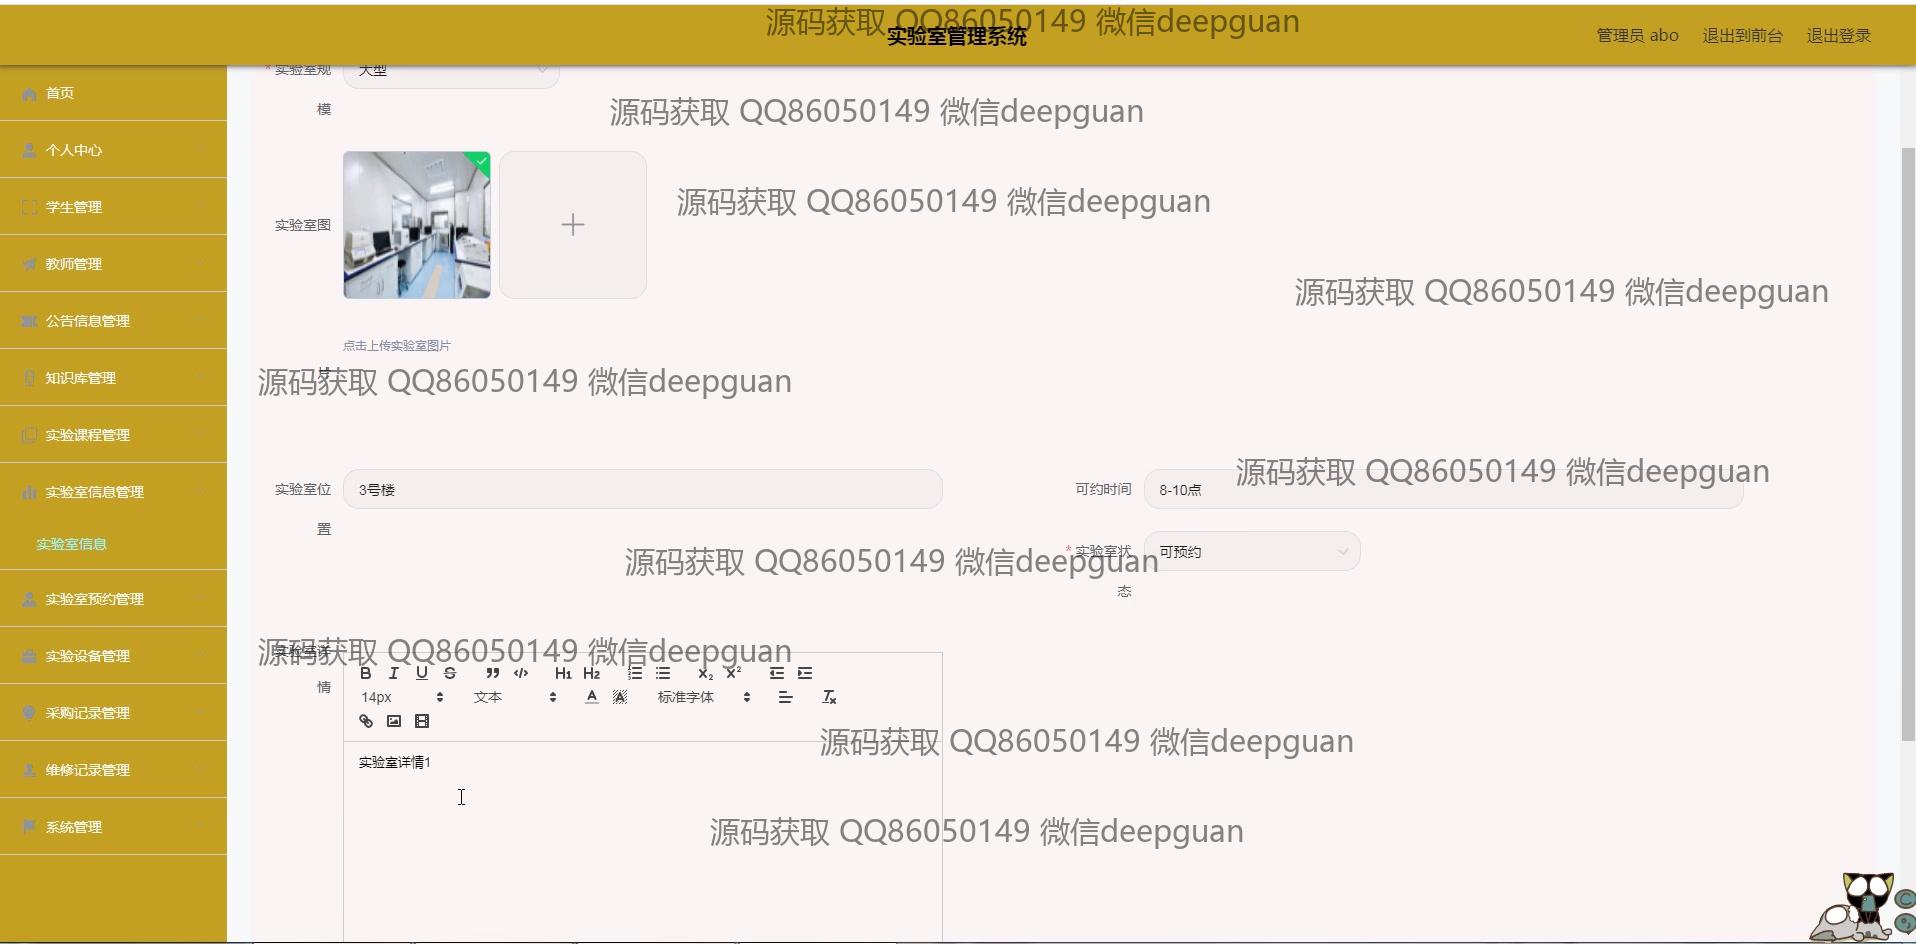 源码获取 QQ86050149 微信deepguan
实验室管理系统
管理员 abo
退出到前台
退出登录
首页
个人中心
学生管理
教师管理
公告信息管理
知识库管理
实验课程管理
实验室信息管理
实验室信息
实验室预约管理
实验设备管理
采购记录管理
维修记录管理
系统管理
* 实验室规
模
大型
源码获取 QQ86050149 微信deepguan
实验室图
源码获取 QQ86050149 微信deepguan
源码获取 QQ86050149 微信deepguan
点击上传实验室图片
源码获取 QQ86050149 微信deepguan
实验室位
置
3号楼
可约时间
8-10点
源码获取 QQ86050149 微信deepguan
* 实验室状
态
可预约
源码获取 QQ86050149 微信deepguan
实验室详
情
源码获取 QQ86050149 微信deepguan
B I U S H1 H2 X2 X2
14px 文本 A A 标准字体 Tx
源码获取 QQ86050149 微信deepguan
实验室详情1
源码获取 QQ86050149 微信deepguan